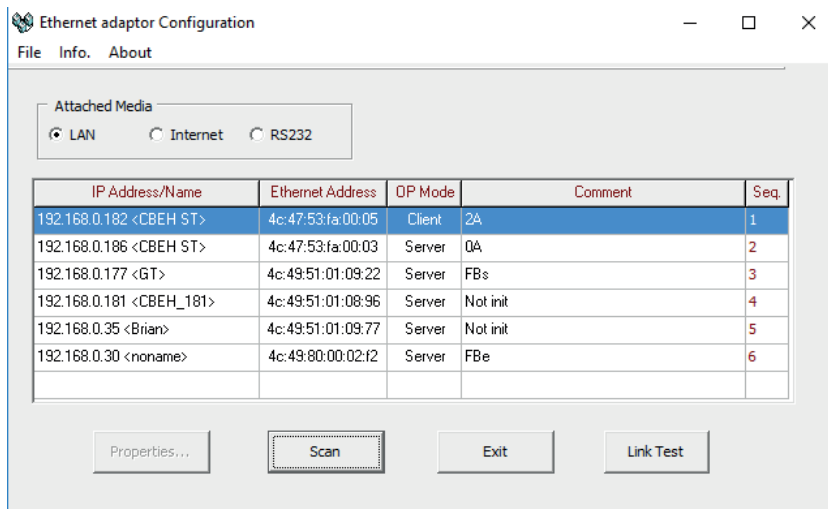 Ethernet adaptor Configuration
File Info. About
Attached Media
LAN Internet RS232
IP Address/Name Ethernet Address OP Mode Comment Seq.
192.168.0.182 <CBEH ST> 4c:47:53:fa:00:05 Client 2A 1
192.168.0.186 <CBEH ST> 4c:47:53:fa:00:03 Server 0A 2
192.168.0.177 <GT> 4c:49:51:01:09:22 Server FBs 3
192.168.0.181 <CBEH_181> 4c:49:51:01:08:96 Server Not init 4
192.168.0.35 <Brian> 4c:49:51:01:09:77 Server Not init 5
192.168.0.30 <noname> 4c:49:80:00:02:f2 Server FBe 6
Properties... Scan Exit Link Test